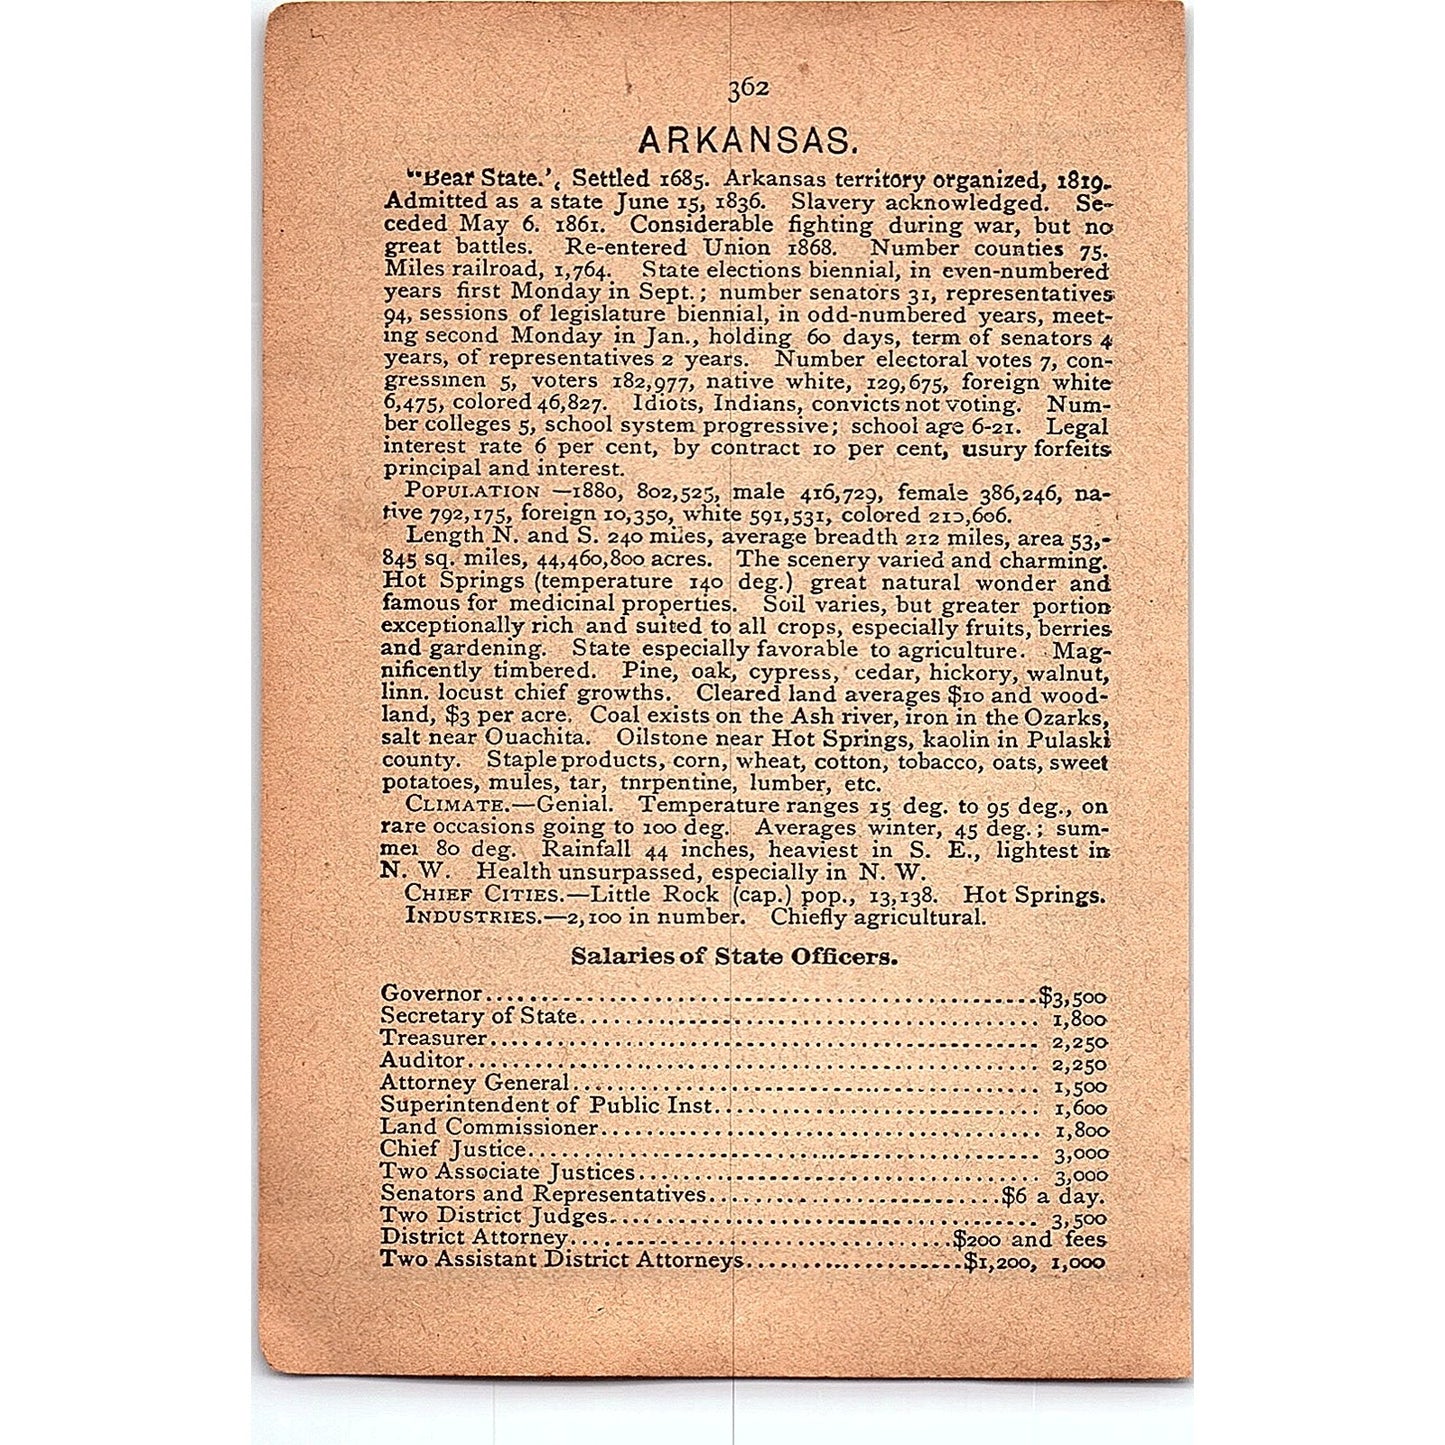 362
ARKANSAS.
"Bear State.', Settled 1685. Arkansas territory organized, 1819.
Admitted as a state June 15, 1836. Slavery acknowledged. Se-
ceded May 6. 1861. Considerable fighting during war, but no
great battles. Re-entered Union 1868. Number counties 75.
Miles railroad, 1,764. State elections biennial, in even-numbered
years first Monday in Sept.; number senators 31, representatives
94, sessions of legislature biennial, in odd-numbered years, meet-
ing second Monday in Jan., holding 60 days, term of senators 4
years, of representatives 2 years. Number electoral votes 7, con-
gressmen 5, voters 182,977, native white, 129,675, foreign white
6,475, colored 46,827. Idiots, Indians, convicts not voting. Num-
ber colleges 5, school system progressive; school age 6-21. Legal
interest rate 6 per cent, by contract 10 per cent, usury forfeits
principal and interest.
POPULATION —1880, 802,525, male 416,729, female 386,246, na-
tive 792,175, foreign 10,350, white 591,531, colored 210,606.
Length N. and S. 240 miles, average breadth 212 miles, area 53,-
845 sq. miles, 44,460,800 acres. The scenery varied and charming.
Hot Springs (temperature 140 deg.) great natural wonder and
famous for medicinal properties. Soil varies, but greater portion
exceptionally rich and suited to all crops, especially fruits, berries
and gardening. State especially favorable to agriculture. Mag-
nificently timbered. Pine, oak, cypress, cedar, hickory, walnut,
linn. locust chief growths. Cleared land averages $10 and wood-
land, $3 per acre. Coal exists on the Ash river, iron in the Ozarks,
salt near Ouachita. Oilstone near Hot Springs, kaolin in Pulaski
county. Staple products, corn, wheat, cotton, tobacco, oats, sweet
potatoes, mules, tar, tnrpentine, lumber, etc.
CLIMATE.—Genial. Temperature ranges 15 deg. to 95 deg., on
rare occasions going to 100 deg. Averages winter, 45 deg.; sum-
mer 80 deg. Rainfall 44 inches, heaviest in S. E., lightest in
N. W. Health unsurpassed, especially in N. W.
CHIEF CITIES.—Little Rock (cap.) pop., 13,138. Hot Springs.
INDUSTRIES.—2,100 in number. Chiefly agricultural.
Salaries of State Officers.
Governor....................$3,500
Secretary of State.................... 1,800
Treasurer.................... 2,250
Auditor.................... 2,250
Attorney General.................... 1,500
Superintendent of Public Inst.................... 1,600
Land Commissioner.................... 1,800
Chief Justice.................... 3,000
Two Associate Justices.................... 3,000
Senators and Representatives....................$6 a day.
Two District Judges.................... 3,500
District Attorney....................$200 and fees
Two Assistant District Attorneys....................$1,200, 1,000